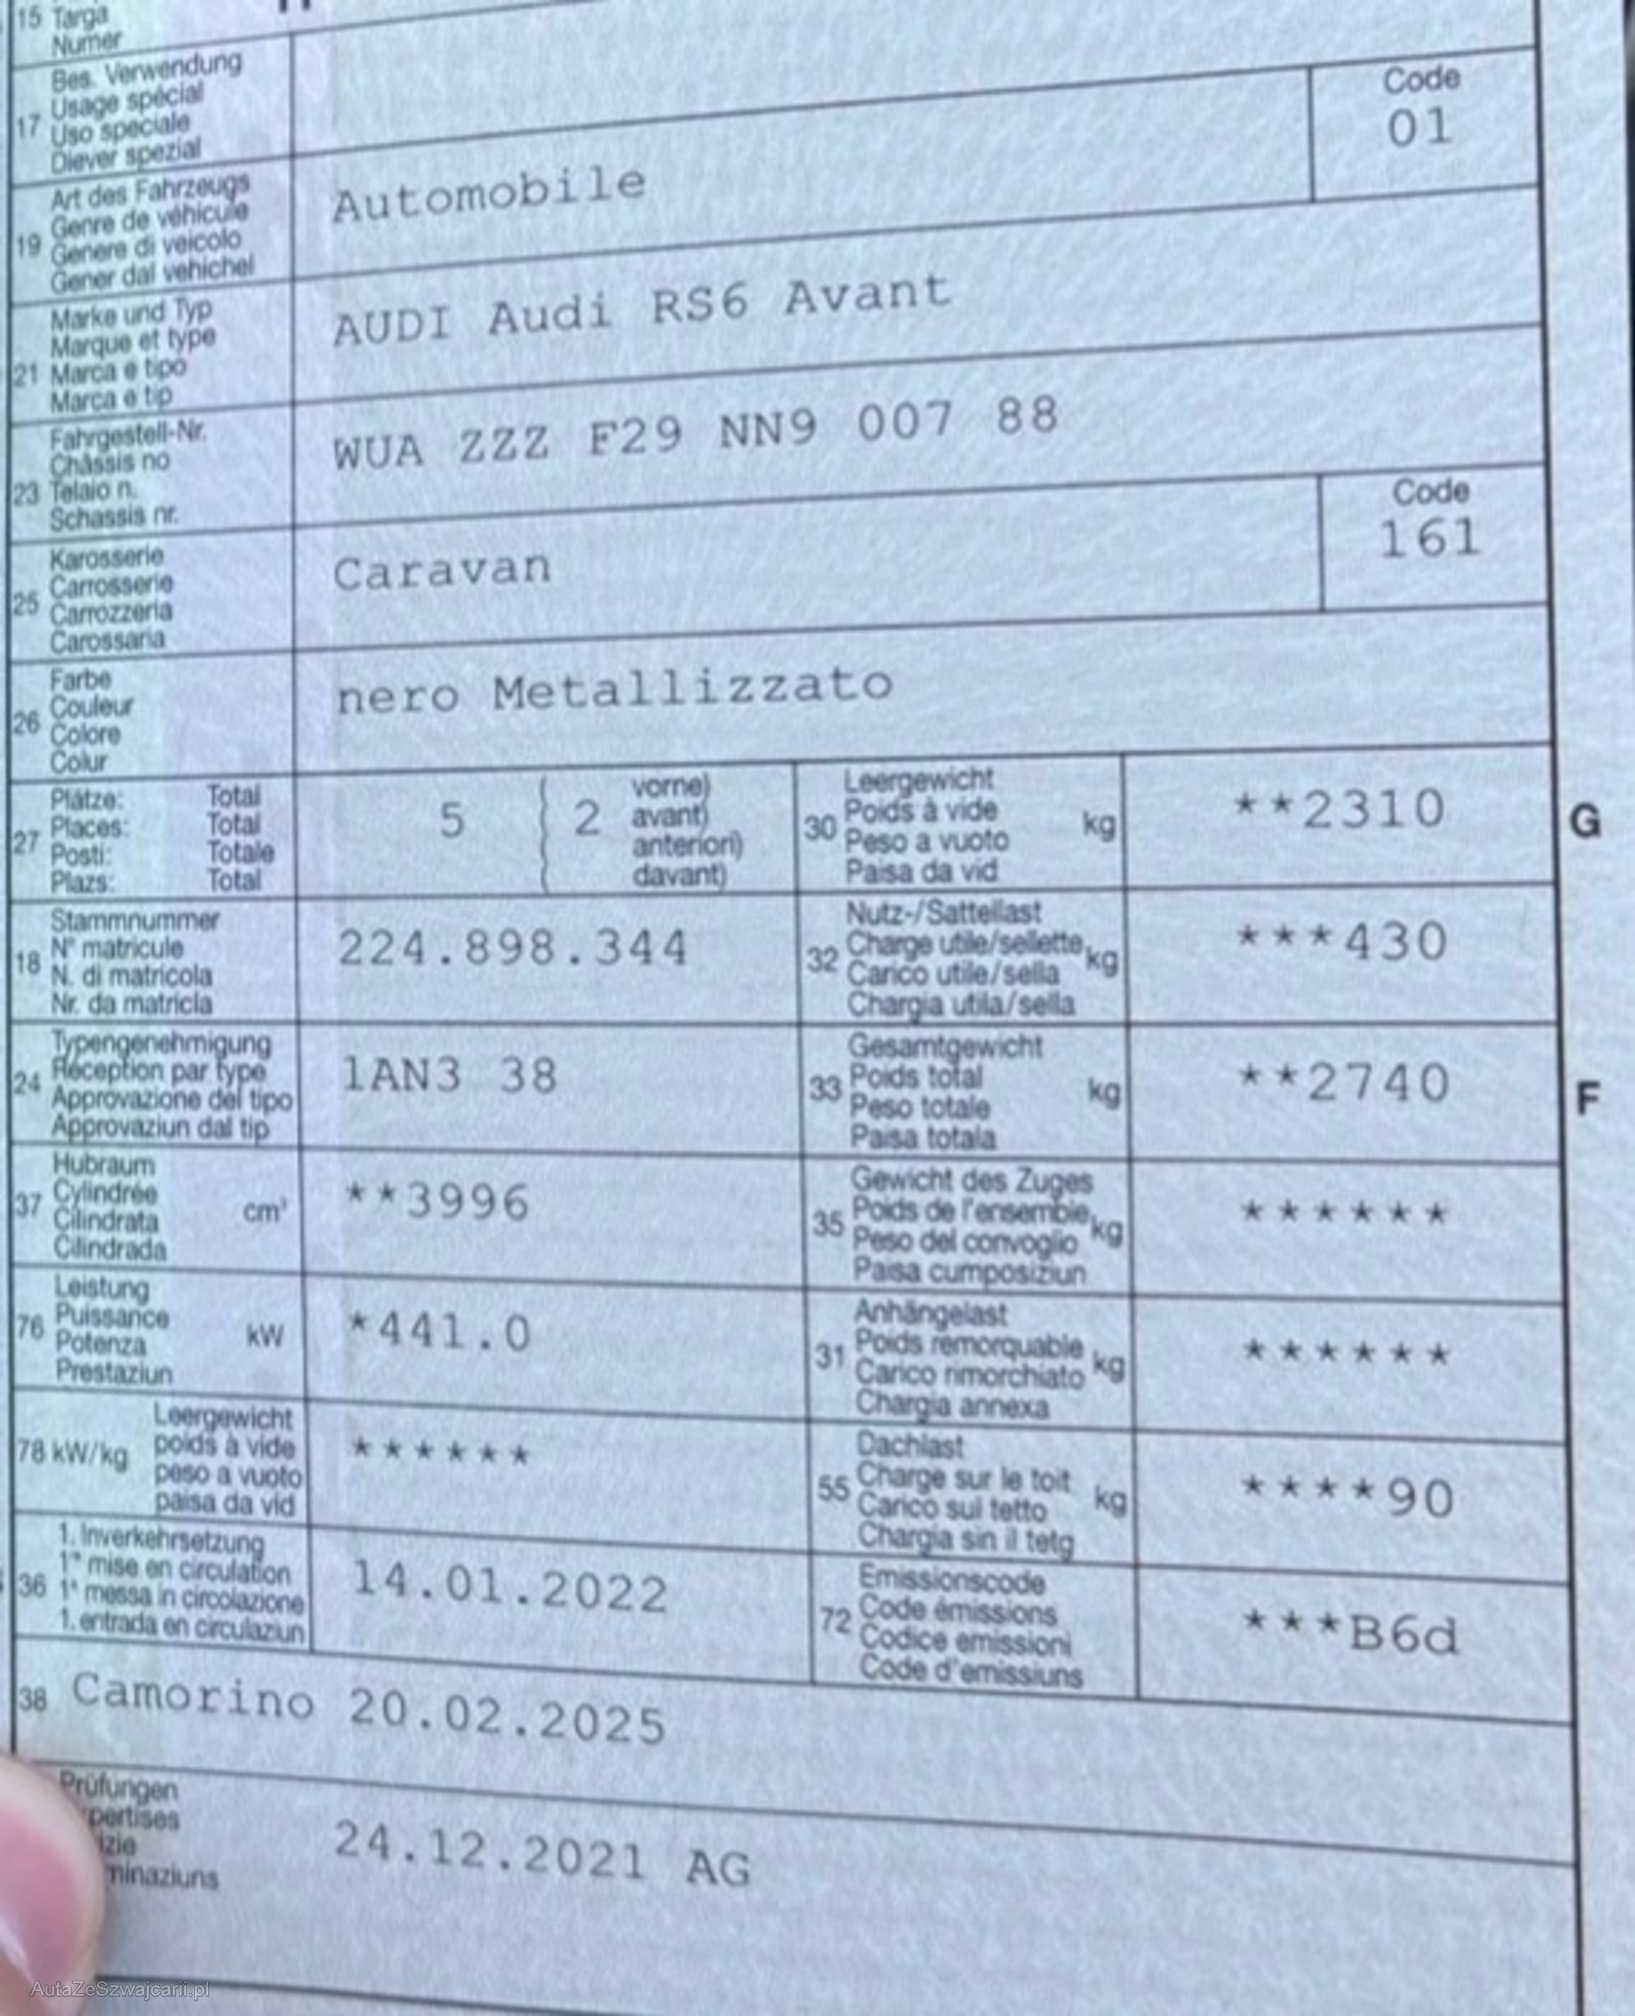 15 Targa
Numer
17 Bes. Verwendung
Usage spécial
Uso speciale
Diever spezial
19 Art des Fahrzeugs
Genre de véhicule
Genere di veicolo
Gener dal vehichel
Automobile
Code
01
21 Marke und Typ
Marque et type
Marca e tipo
Marca e tip
AUDI Audi RS6 Avant
23 Fahrgestell-Nr.
Châssis no
Telaio n.
Schassis nr.
WUA ZZZ F29 NN9 007 88
25 Karosserie
Carrosserie
Carrozzeria
Carossaria
Caravan
Code
161
26 Farbe
Couleur
Colore
Colur
nero Metallizzato
27 Plätze: Total
Places: Total
Posti: Totale
Plazs: Total
5 ( 2 vorne)
avant)
anteriori)
davant)
30 Leergewicht
Poids à vide
Peso a vuoto
Paisa da vid
kg
**2310
G
18 Stammnummer
N° matricule
N. di matricola
Nr. da matricla
224.898.344
32 Nutz-/Sattellast
Charge utile/sellette
Carico utile/sella
Chargia utila/sella
kg
***430
24 Typengenehmigung
Réception par type
Approvazione del tipo
Approvaziun dal tip
1AN3 38
33 Gesamtgewicht
Poids total
Peso totale
Paisa totala
kg
**2740
F
37 Hubraum
Cylindrée
Cilindrata
Cilindrada
cm³
**3996
35 Gewicht des Zuges
Poids de l'ensemble
Peso del convoglio
Paisa cumposiziun
kg
******
76 Leistung
Puissance
Potenza
Prestaziun
kW
*441.0
31 Anhängelast
Poids remorquable
Carico rimorchiato
Chargia annexa
kg
******
78 kW/kg
Leergewicht
poids à vide
peso a vuoto
paisa da vid
******
55 Dachlast
Charge sur le toit
Carico sul tetto
Chargia sin il tetg
kg
****90
36 1. Inverkehrsetzung
1re mise en circulation
1a messa in circolazione
1. entrada en circulaziun
14.01.2022
72 Emissionscode
Code émissions
Codice emissioni
Code d'emissiuns
***B6d
38 Camorino 20.02.2025
Prüfungen
pertises
izie
minaziuns
24.12.2021 AG
AutaZeSzwajcarii.pl